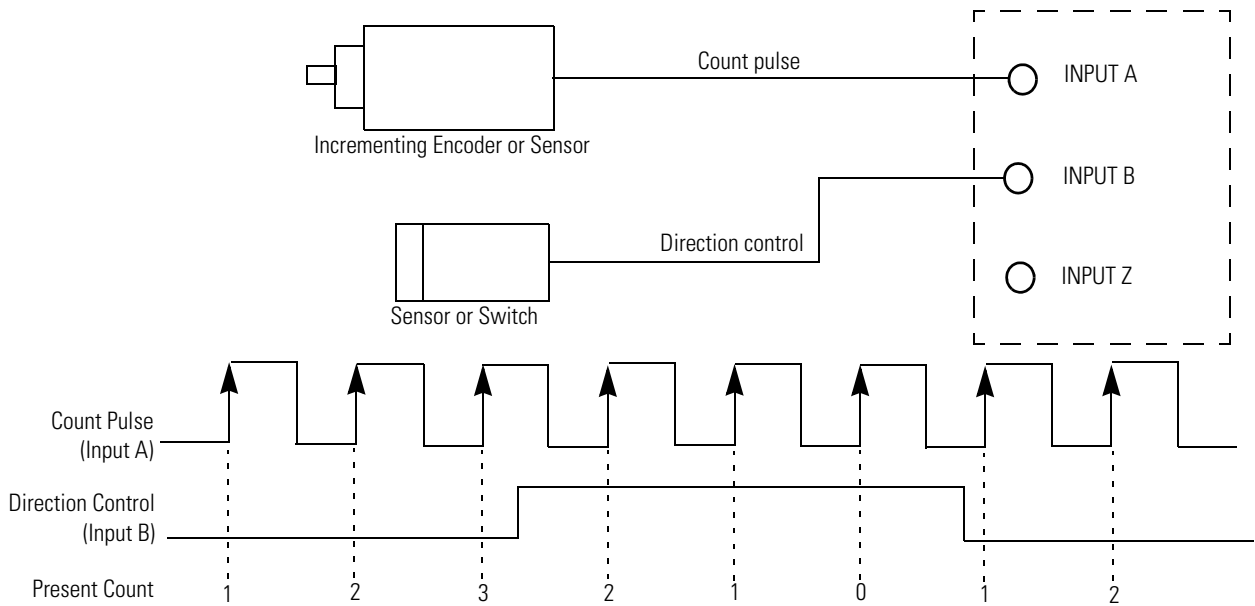 Count pulse
INPUT A
Incrementing Encoder or Sensor
INPUT B
Direction control
INPUT Z
Sensor or Switch
Count Pulse
(Input A)
Direction Control
(Input B)
Present Count 1 2 3 2 1 0 1 2